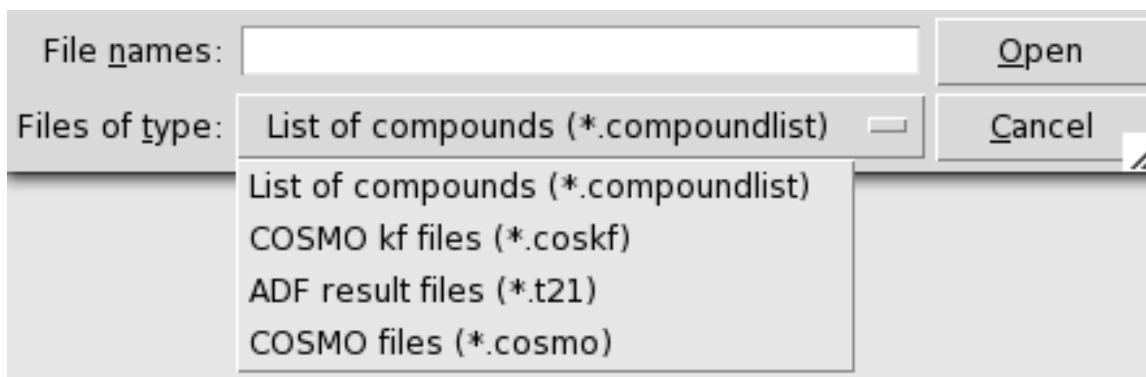 File names: Open
Files of type: List of compounds (*.compoundlist) Cancel
List of compounds (*.compoundlist)
COSMO kf files (*.coskf)
ADF result files (*.t21)
COSMO files (*.cosmo)